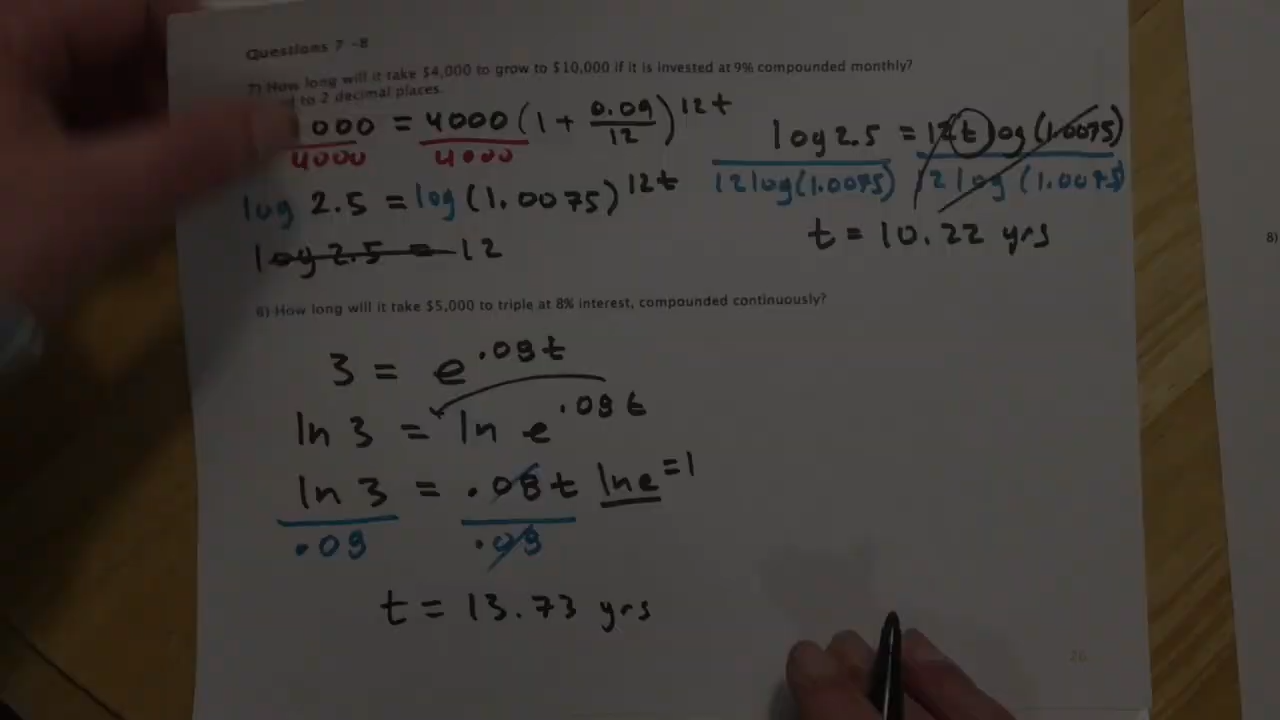 Questions 7 -8
7) How long will it take $4,000 to grow to $10,000 if it is invested at 9% compounded monthly?
to 2 decimal places.
000 = 4000 (1 + 0.09/12)^12t
4000 4000
log 2.5 = log (1.0075)^12t
log 2.5 = 12
log 2.5 = 12 t log (1.0075)
12 log (1.0075) 12 log (1.0075)
t = 10.22 yrs
8) How long will it take $5,000 to triple at 8% interest, compounded continuously?
3 = e^.08t
ln 3 = ln e^.08t
ln 3 = .08t ln e = 1
.08 .08
t = 13.73 yrs
26
8)